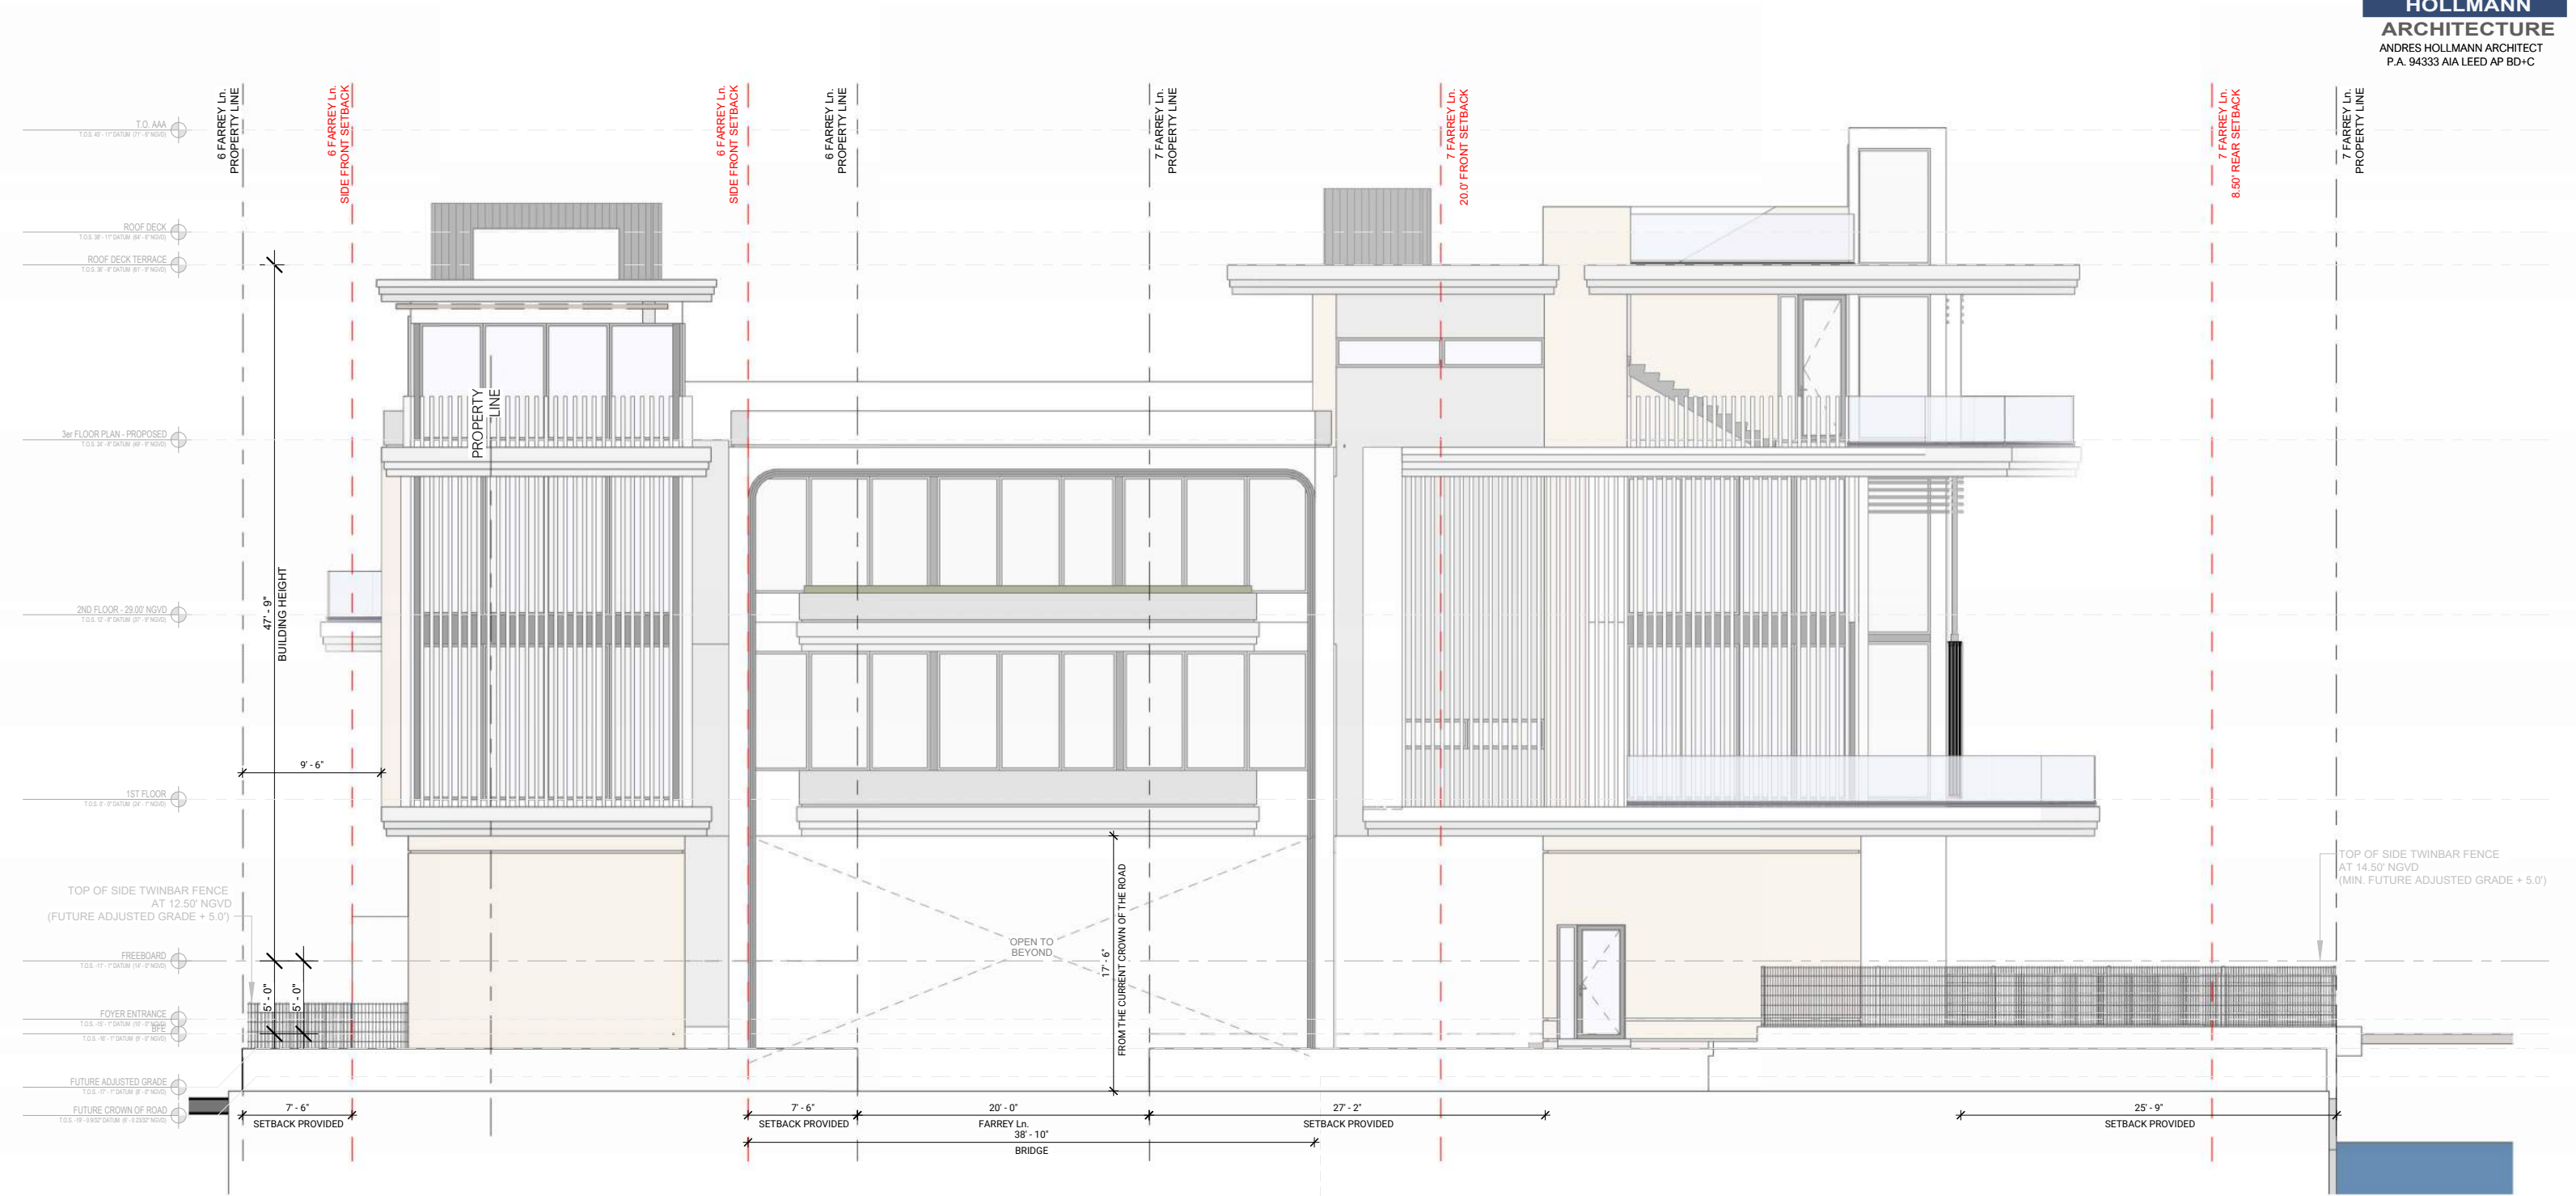 HOLLMANN
ARCHITECTURE
ANDRES HOLLMANN ARCHITECT
P.A. 94333 AIA LEED AP BD+C
6 FARREY Ln.
PROPERTY LINE
6 FARREY Ln.
SIDE FRONT SETBACK
6 FARREY Ln.
SIDE FRONT SETBACK
6 FARREY Ln.
PROPERTY LINE
7 FARREY Ln.
PROPERTY LINE
7 FARREY Ln.
20.0' FRONT SETBACK
7 FARREY Ln.
8.50' REAR SETBACK
7 FARREY Ln.
PROPERTY LINE
T.O. AAA
ROOF DECK
ROOF DECK TERRACE
3er FLOOR PLAN - PROPOSED
2ND FLOOR - 29.00' NGVD
1ST FLOOR
FREEBOARD
FOYER ENTRANCE
BFE
FUTURE ADJUSTED GRADE
FUTURE CROWN OF ROAD
PROPERTY
LINE
47' - 9"
BUILDING HEIGHT
9' - 6"
TOP OF SIDE TWINBAR FENCE
AT 12.50' NGVD
(FUTURE ADJUSTED GRADE + 5.0')
5' - 0"
5' - 0"
OPEN TO
BEYOND
17' - 6"
FROM THE CURRENT CROWN OF THE ROAD
TOP OF SIDE TWINBAR FENCE
AT 14.50' NGVD
(MIN. FUTURE ADJUSTED GRADE + 5.0')
7' - 6"
SETBACK PROVIDED
7' - 6"
SETBACK PROVIDED
20' - 0"
FARREY Ln.
38' - 10"
BRIDGE
27' - 2"
SETBACK PROVIDED
25' - 9"
SETBACK PROVIDED